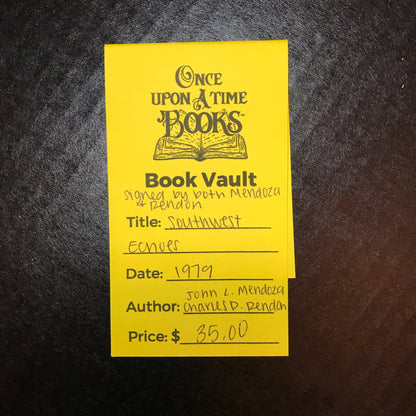 ONCE
UPON A TIME
BOOKS™
Book Vault
signed by both Mendoza
& Rendon
Title: Southwest
Echoes
Date: 1979
John L. Mendoza
Author: Charles D. Rendon
Price: $ 35.00